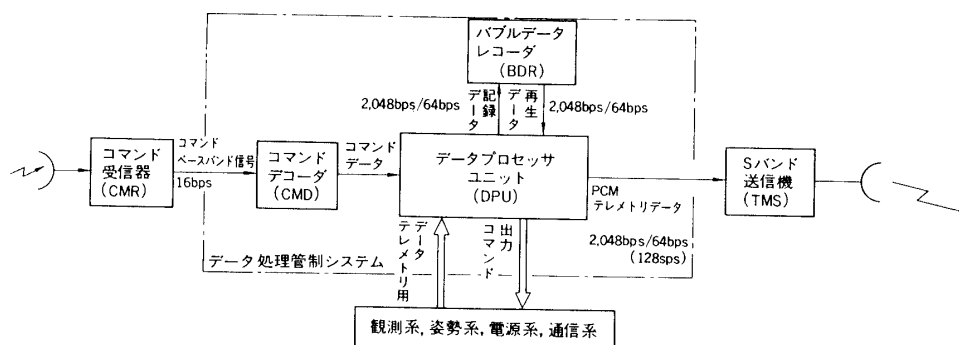 バブルデータ
レコーダ
(BDR)
2,048bps/64bps
記録
データ
再生
データ
2,048bps/64bps
コマンド
受信器
(CMR)
コマンド
ベースバンド信号
16bps
コマンド
デコーダ
(CMD)
コマンド
データ
データプロセッサ
ユニット
(DPU)
PCM
テレメトリデータ
Sバンド
送信機
(TMS)
2,048bps/64bps
(128sps)
データ処理管制システム
テレメトリ用
データ
出力
コマンド
観測系, 姿勢系, 電源系, 通信系